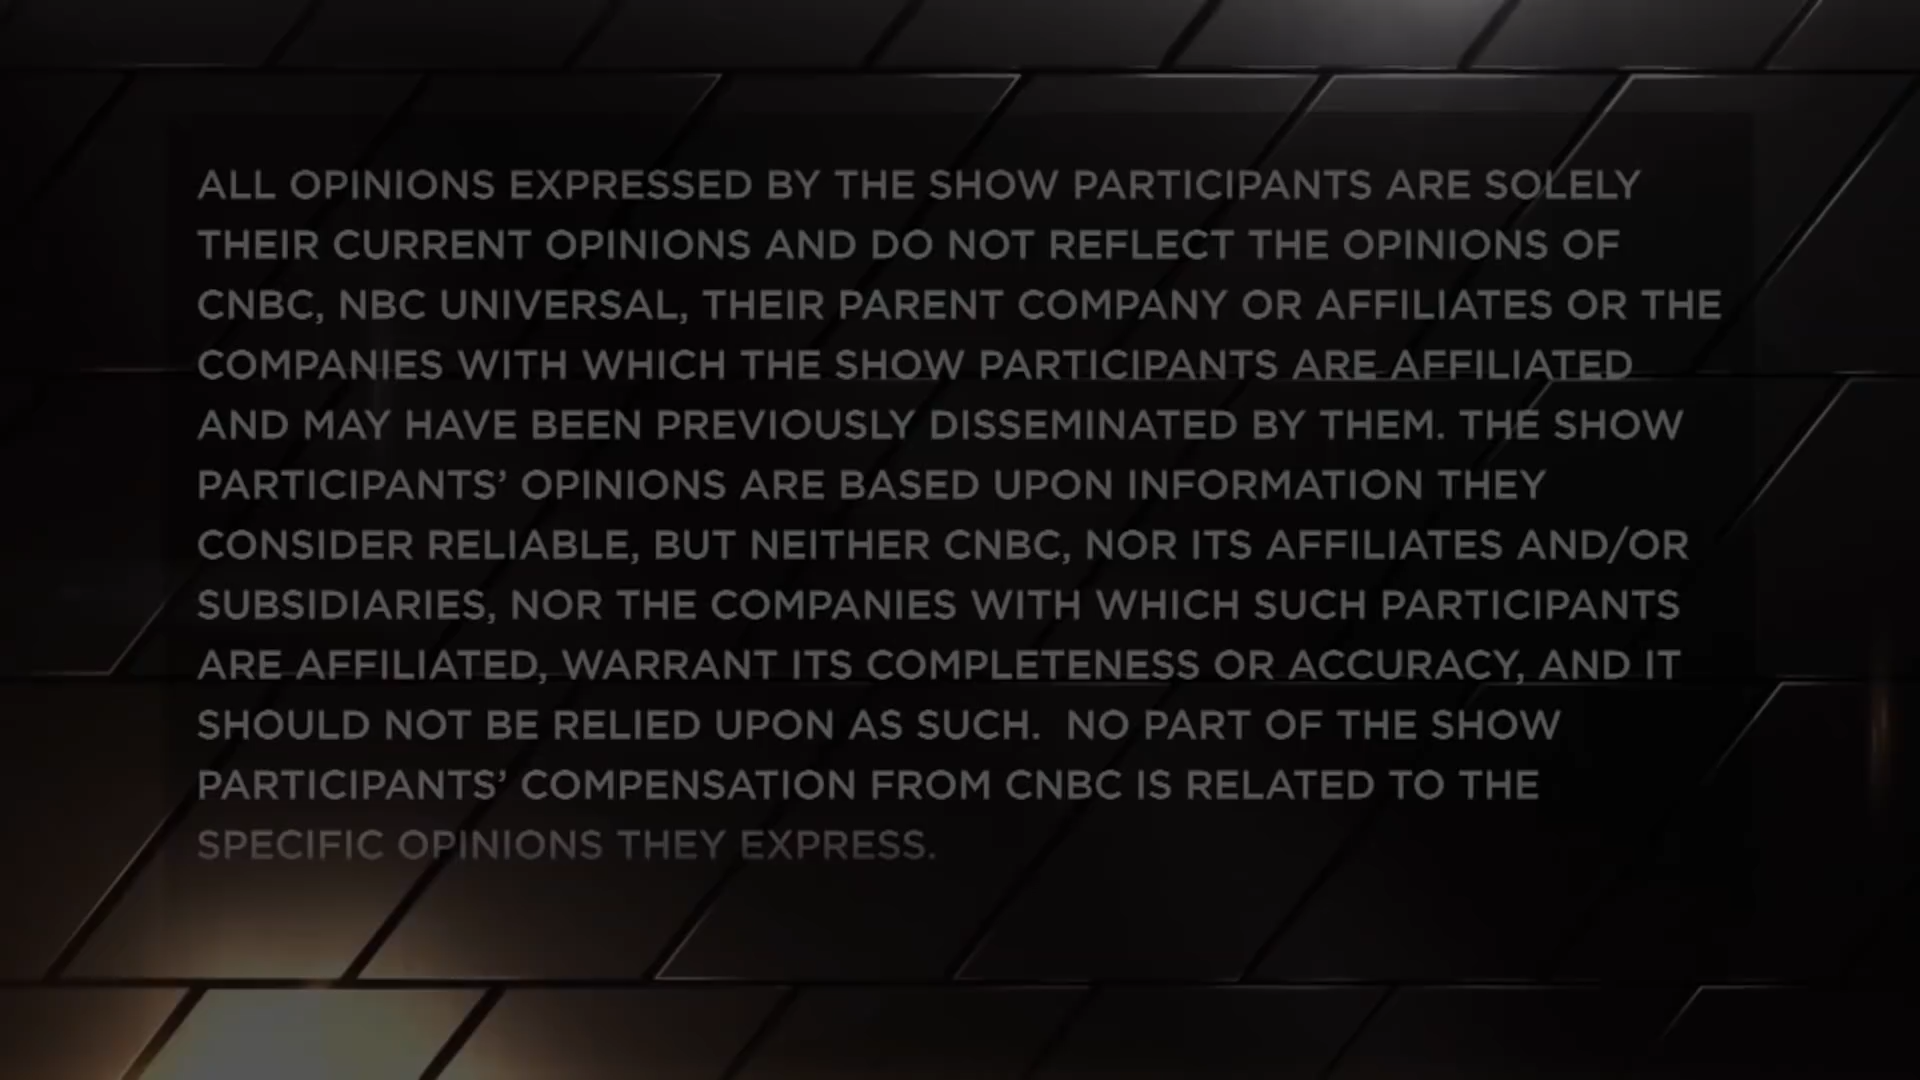 ALL OPINIONS EXPRESSED BY THE SHOW PARTICIPANTS ARE SOLELY
THEIR CURRENT OPINIONS AND DO NOT REFLECT THE OPINIONS OF
CNBC, NBC UNIVERSAL, THEIR PARENT COMPANY OR AFFILIATES OR THE
COMPANIES WITH WHICH THE SHOW PARTICIPANTS ARE AFFILIATED
AND MAY HAVE BEEN PREVIOUSLY DISSEMINATED BY THEM. THE SHOW
PARTICIPANTS’ OPINIONS ARE BASED UPON INFORMATION THEY
CONSIDER RELIABLE, BUT NEITHER CNBC, NOR ITS AFFILIATES AND/OR
SUBSIDIARIES, NOR THE COMPANIES WITH WHICH SUCH PARTICIPANTS
ARE AFFILIATED, WARRANT ITS COMPLETENESS OR ACCURACY, AND IT
SHOULD NOT BE RELIED UPON AS SUCH.  NO PART OF THE SHOW
PARTICIPANTS’ COMPENSATION FROM CNBC IS RELATED TO THE
SPECIFIC OPINIONS THEY EXPRESS.